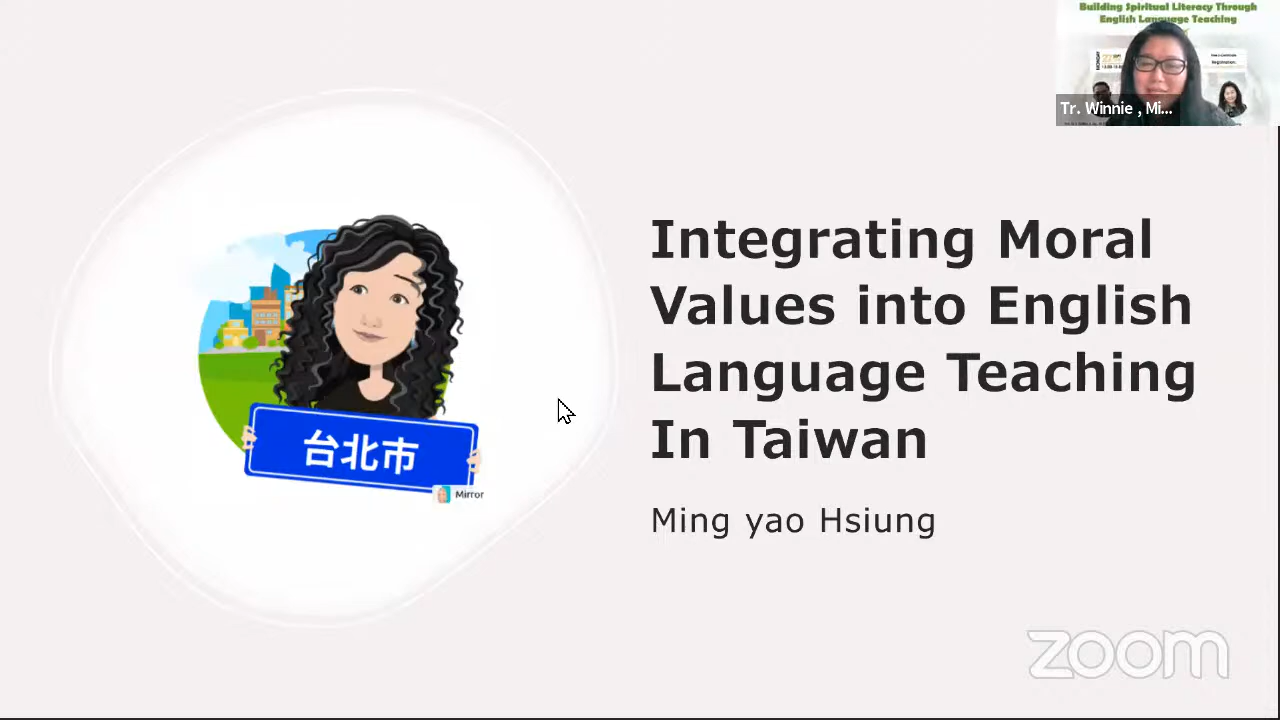 Building Spiritual Literacy Through
English Language Teaching
Tr. Winnie , Mi...
Integrating Moral
Values into English
Language Teaching
In Taiwan
Ming yao Hsiung
台北市
Mirror
zoom